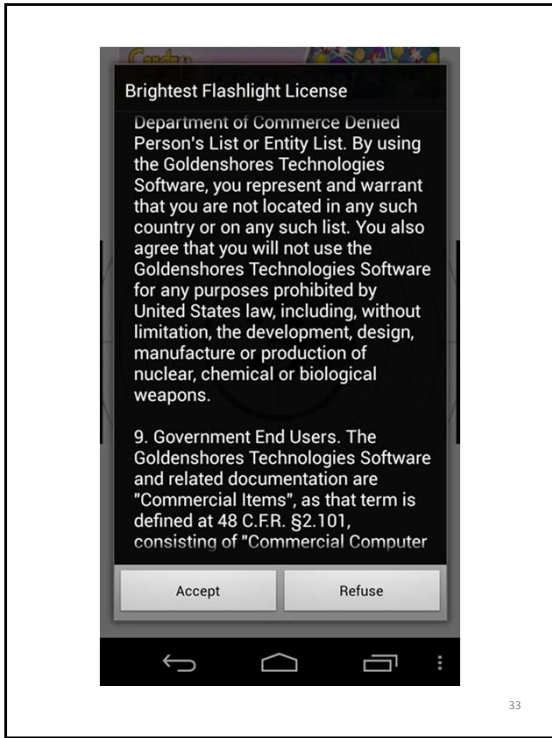 Candy
Brightest Flashlight License
Department of Commerce Denied
Person's List or Entity List. By using
the Goldenshores Technologies
Software, you represent and warrant
that you are not located in any such
country or on any such list. You also
agree that you will not use the
Goldenshores Technologies Software
for any purposes prohibited by
United States law, including, without
limitation, the development, design,
manufacture or production of
nuclear, chemical or biological
weapons.
9. Government End Users. The
Goldenshores Technologies Software
and related documentation are
"Commercial Items", as that term is
defined at 48 C.F.R. §2.101,
consisting of "Commercial Computer
Accept
Refuse
33